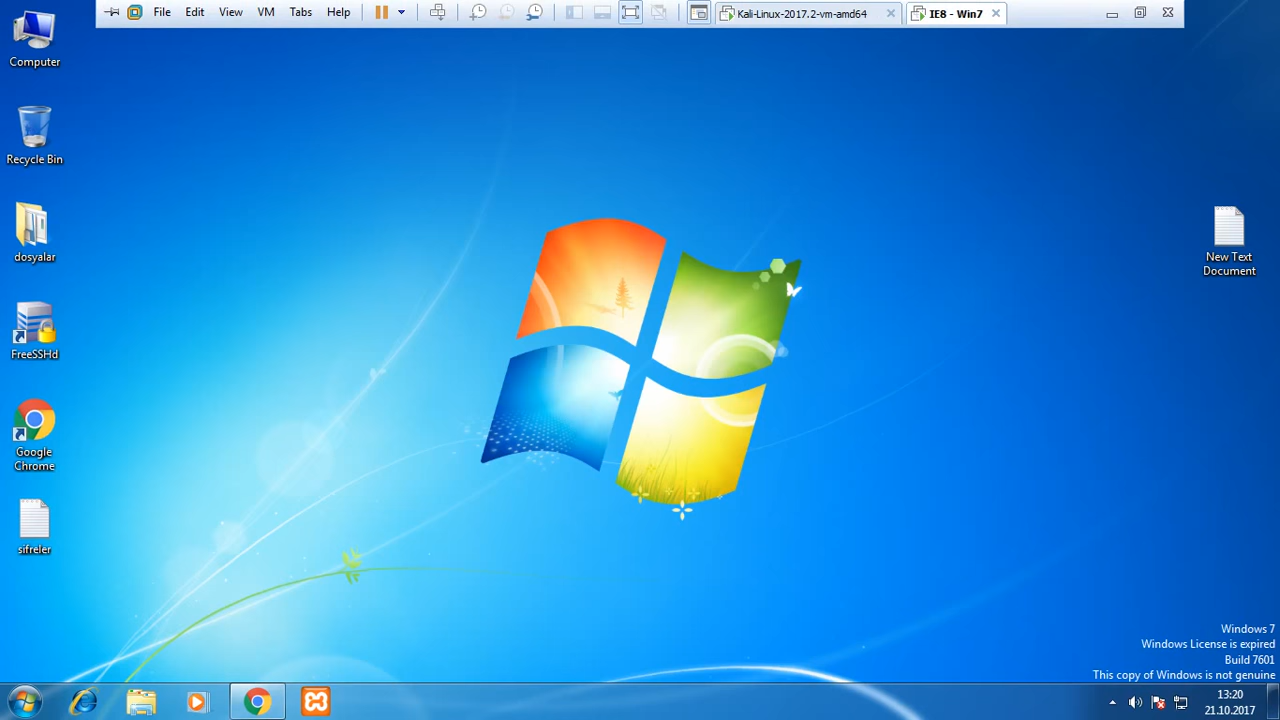 File Edit View VM Tabs Help
Kali-Linux-2017.2-vm-amd64
IE8 - Win7
Computer
Recycle Bin
dosyalar
FreeSSHd
Google
Chrome
sifreler
New Text
Document
Windows 7
Windows License is expired
Build 7601
This copy of Windows is not genuine
13:20
21.10.2017